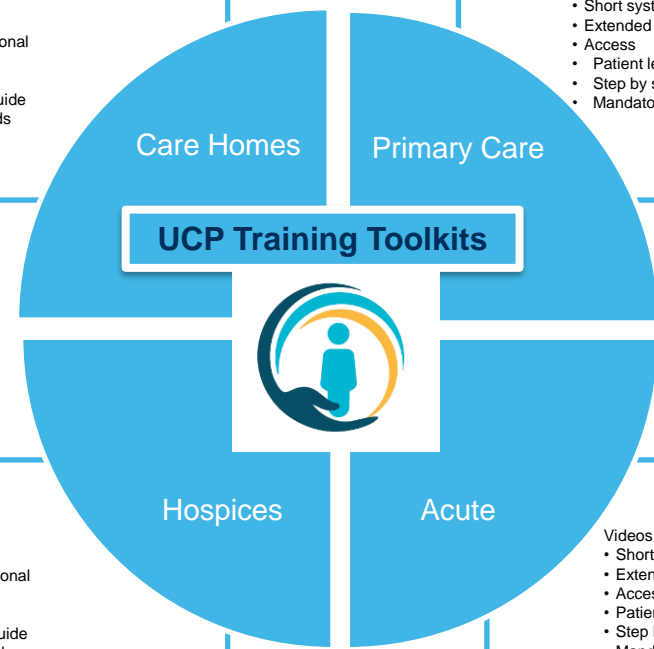 • Short syst
• Extended
• Access
• Patient le
• Step by s
• Mandato
onal
uide
ds
Care Homes
Primary Care
UCP Training Toolkits
Hospices
Acute
onal
uide
Videos
• Short
• Exten
• Acces
• Patien
• Step